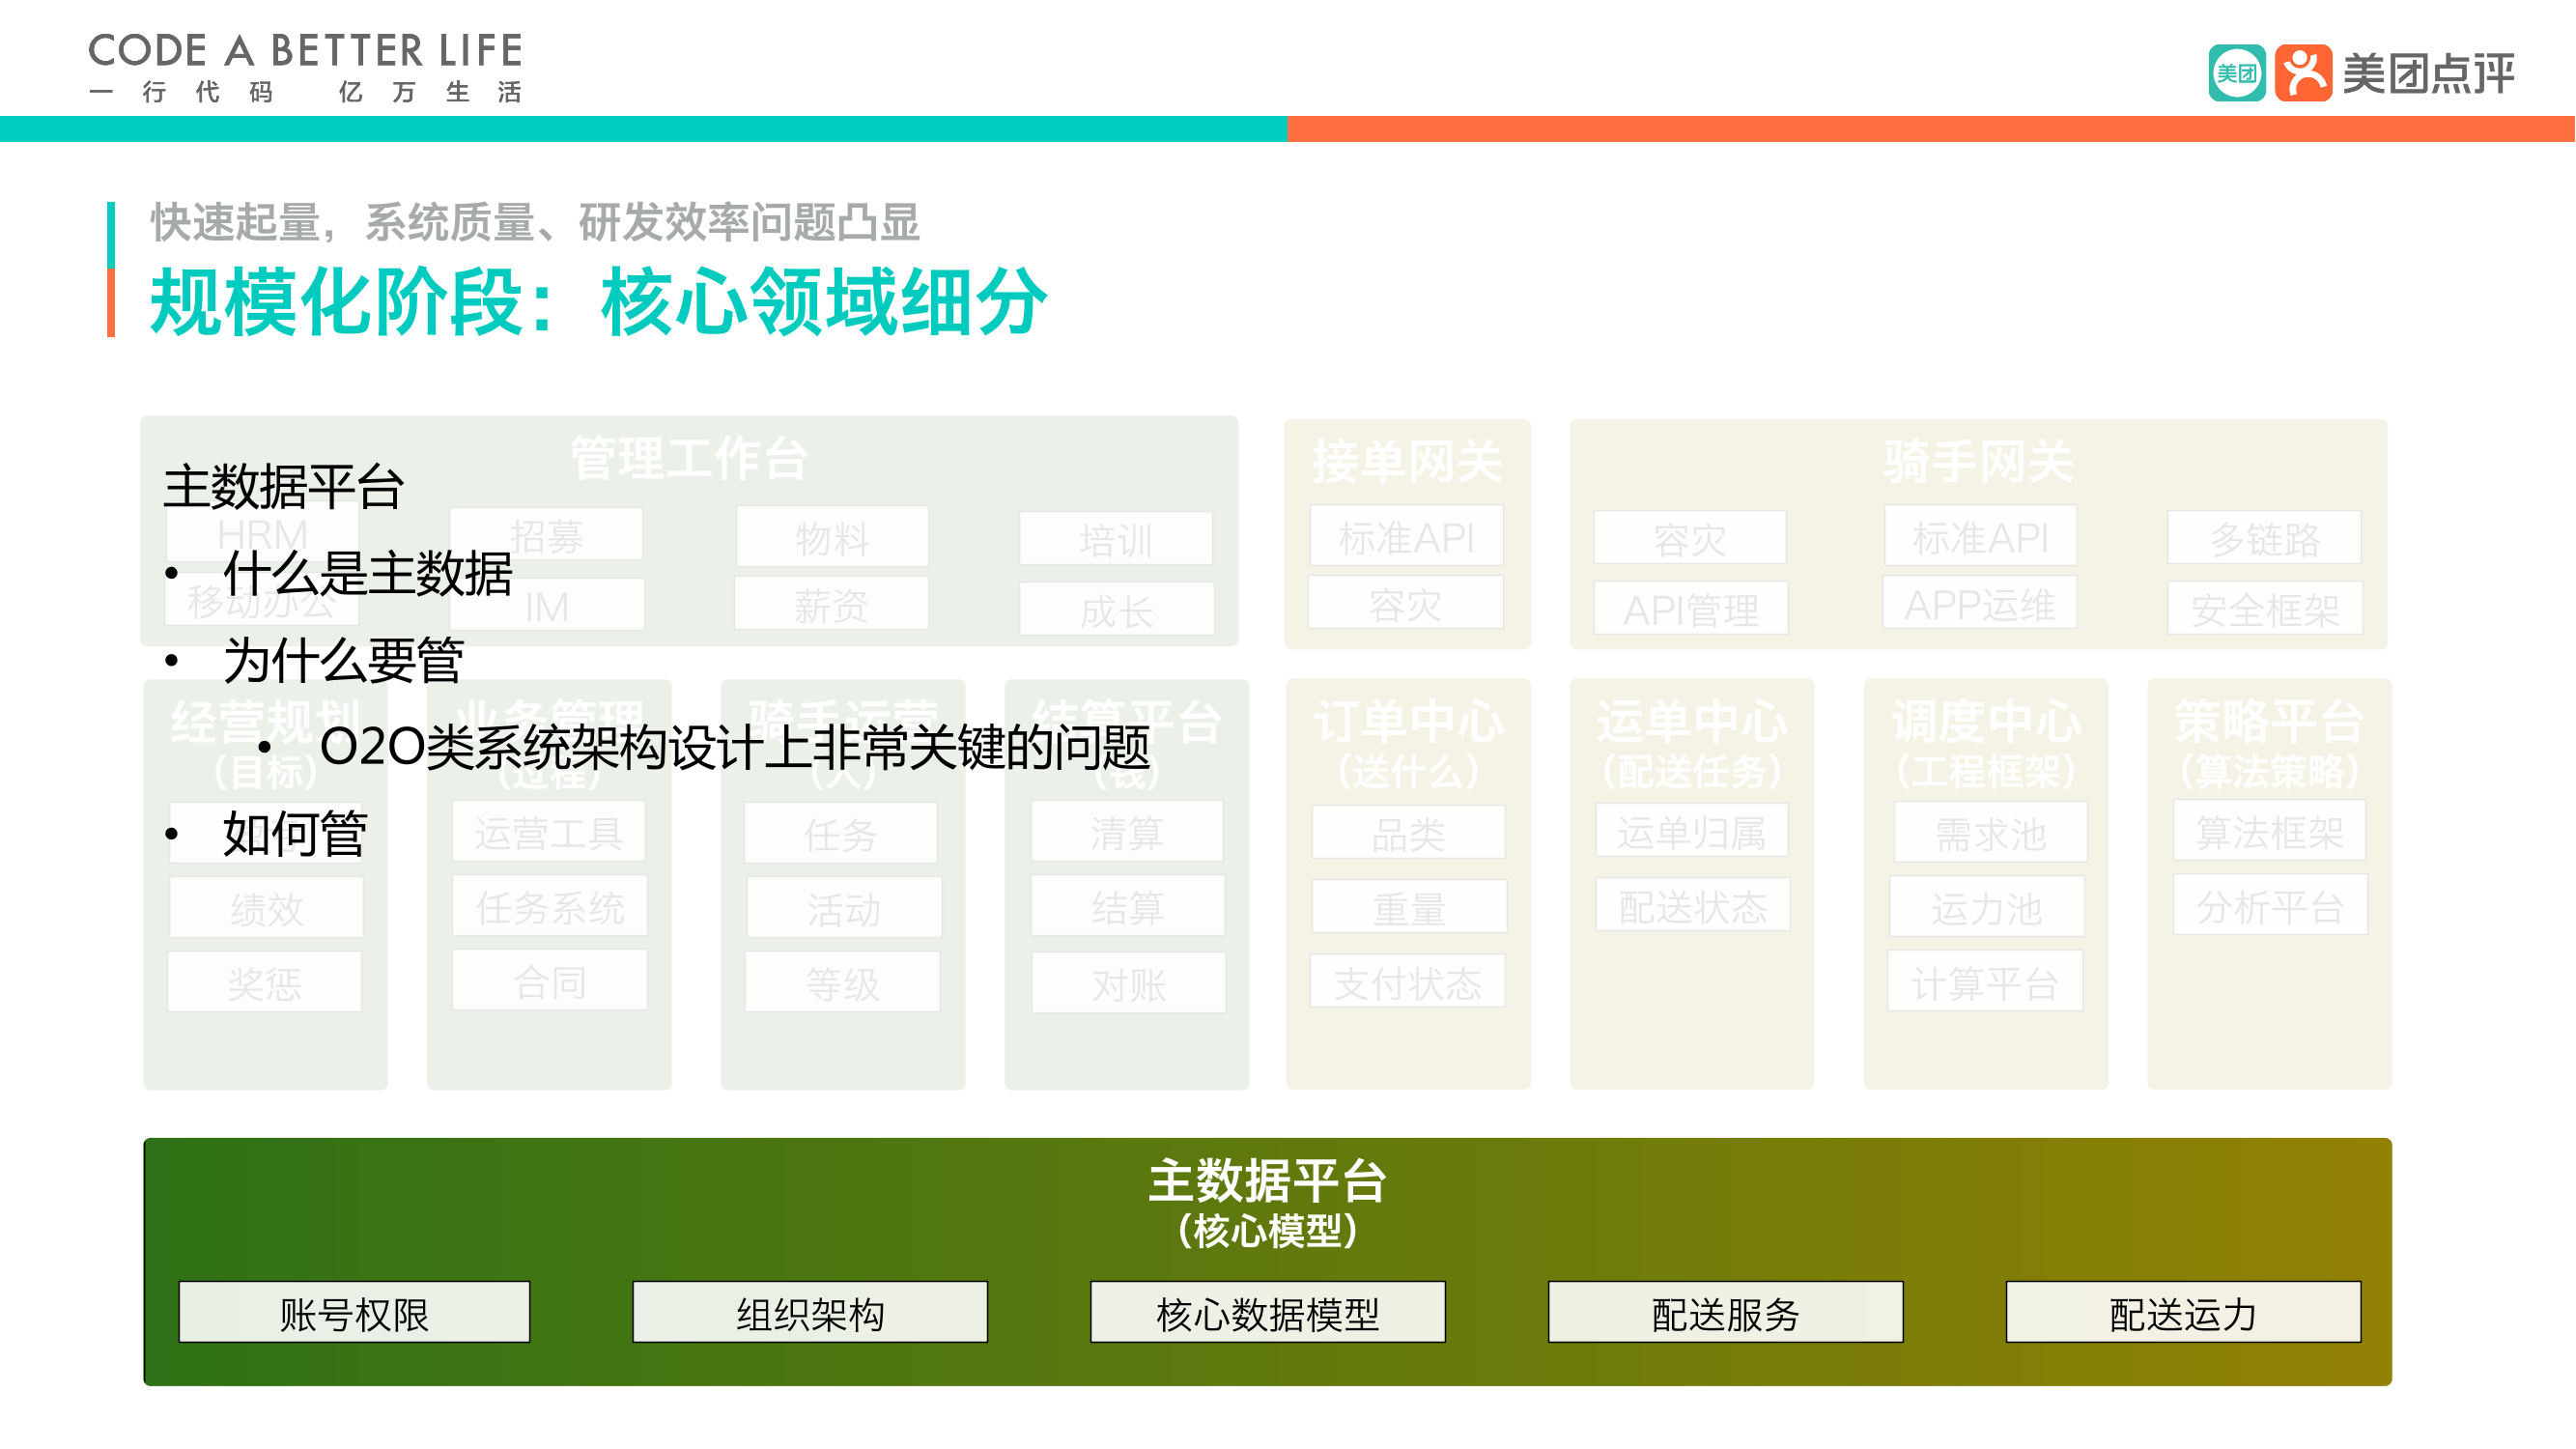 CODE A BETTER LIFE
一行代码 亿万生活
美团 美团点评
快速起量，系统质量、研发效率问题凸显
规模化阶段：核心领域细分
管理工作台
HRM 招募 物料 培训
移动办公 IM 薪资 成长
接单网关
标准API
容灾
骑手网关
容灾 标准API 多链路
API管理 APP运维 安全框架
主数据平台
• 什么是主数据
• 为什么要管
• O2O类系统架构设计上非常关键的问题
• 如何管
经营规划
（目标）
绩效
奖惩
业务管理
（过程）
运营工具
任务系统
合同
骑手运营
（人）
任务
活动
等级
结算平台
（钱）
清算
结算
对账
订单中心
（送什么）
品类
重量
支付状态
运单中心
（配送任务）
运单归属
配送状态
调度中心
（工程框架）
需求池
运力池
计算平台
策略平台
（算法策略）
算法框架
分析平台
主数据平台
（核心模型）
账号权限 组织架构 核心数据模型 配送服务 配送运力